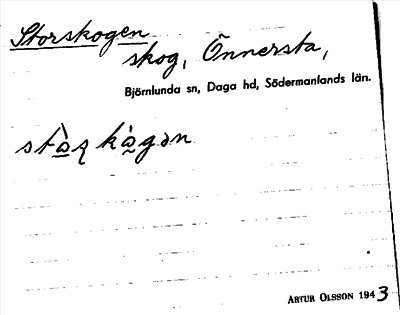 Storskogen
skog, Önnersta,
Björnlunda sn, Daga hd, Södermanlands län.
ARTUR OLSSON 1943